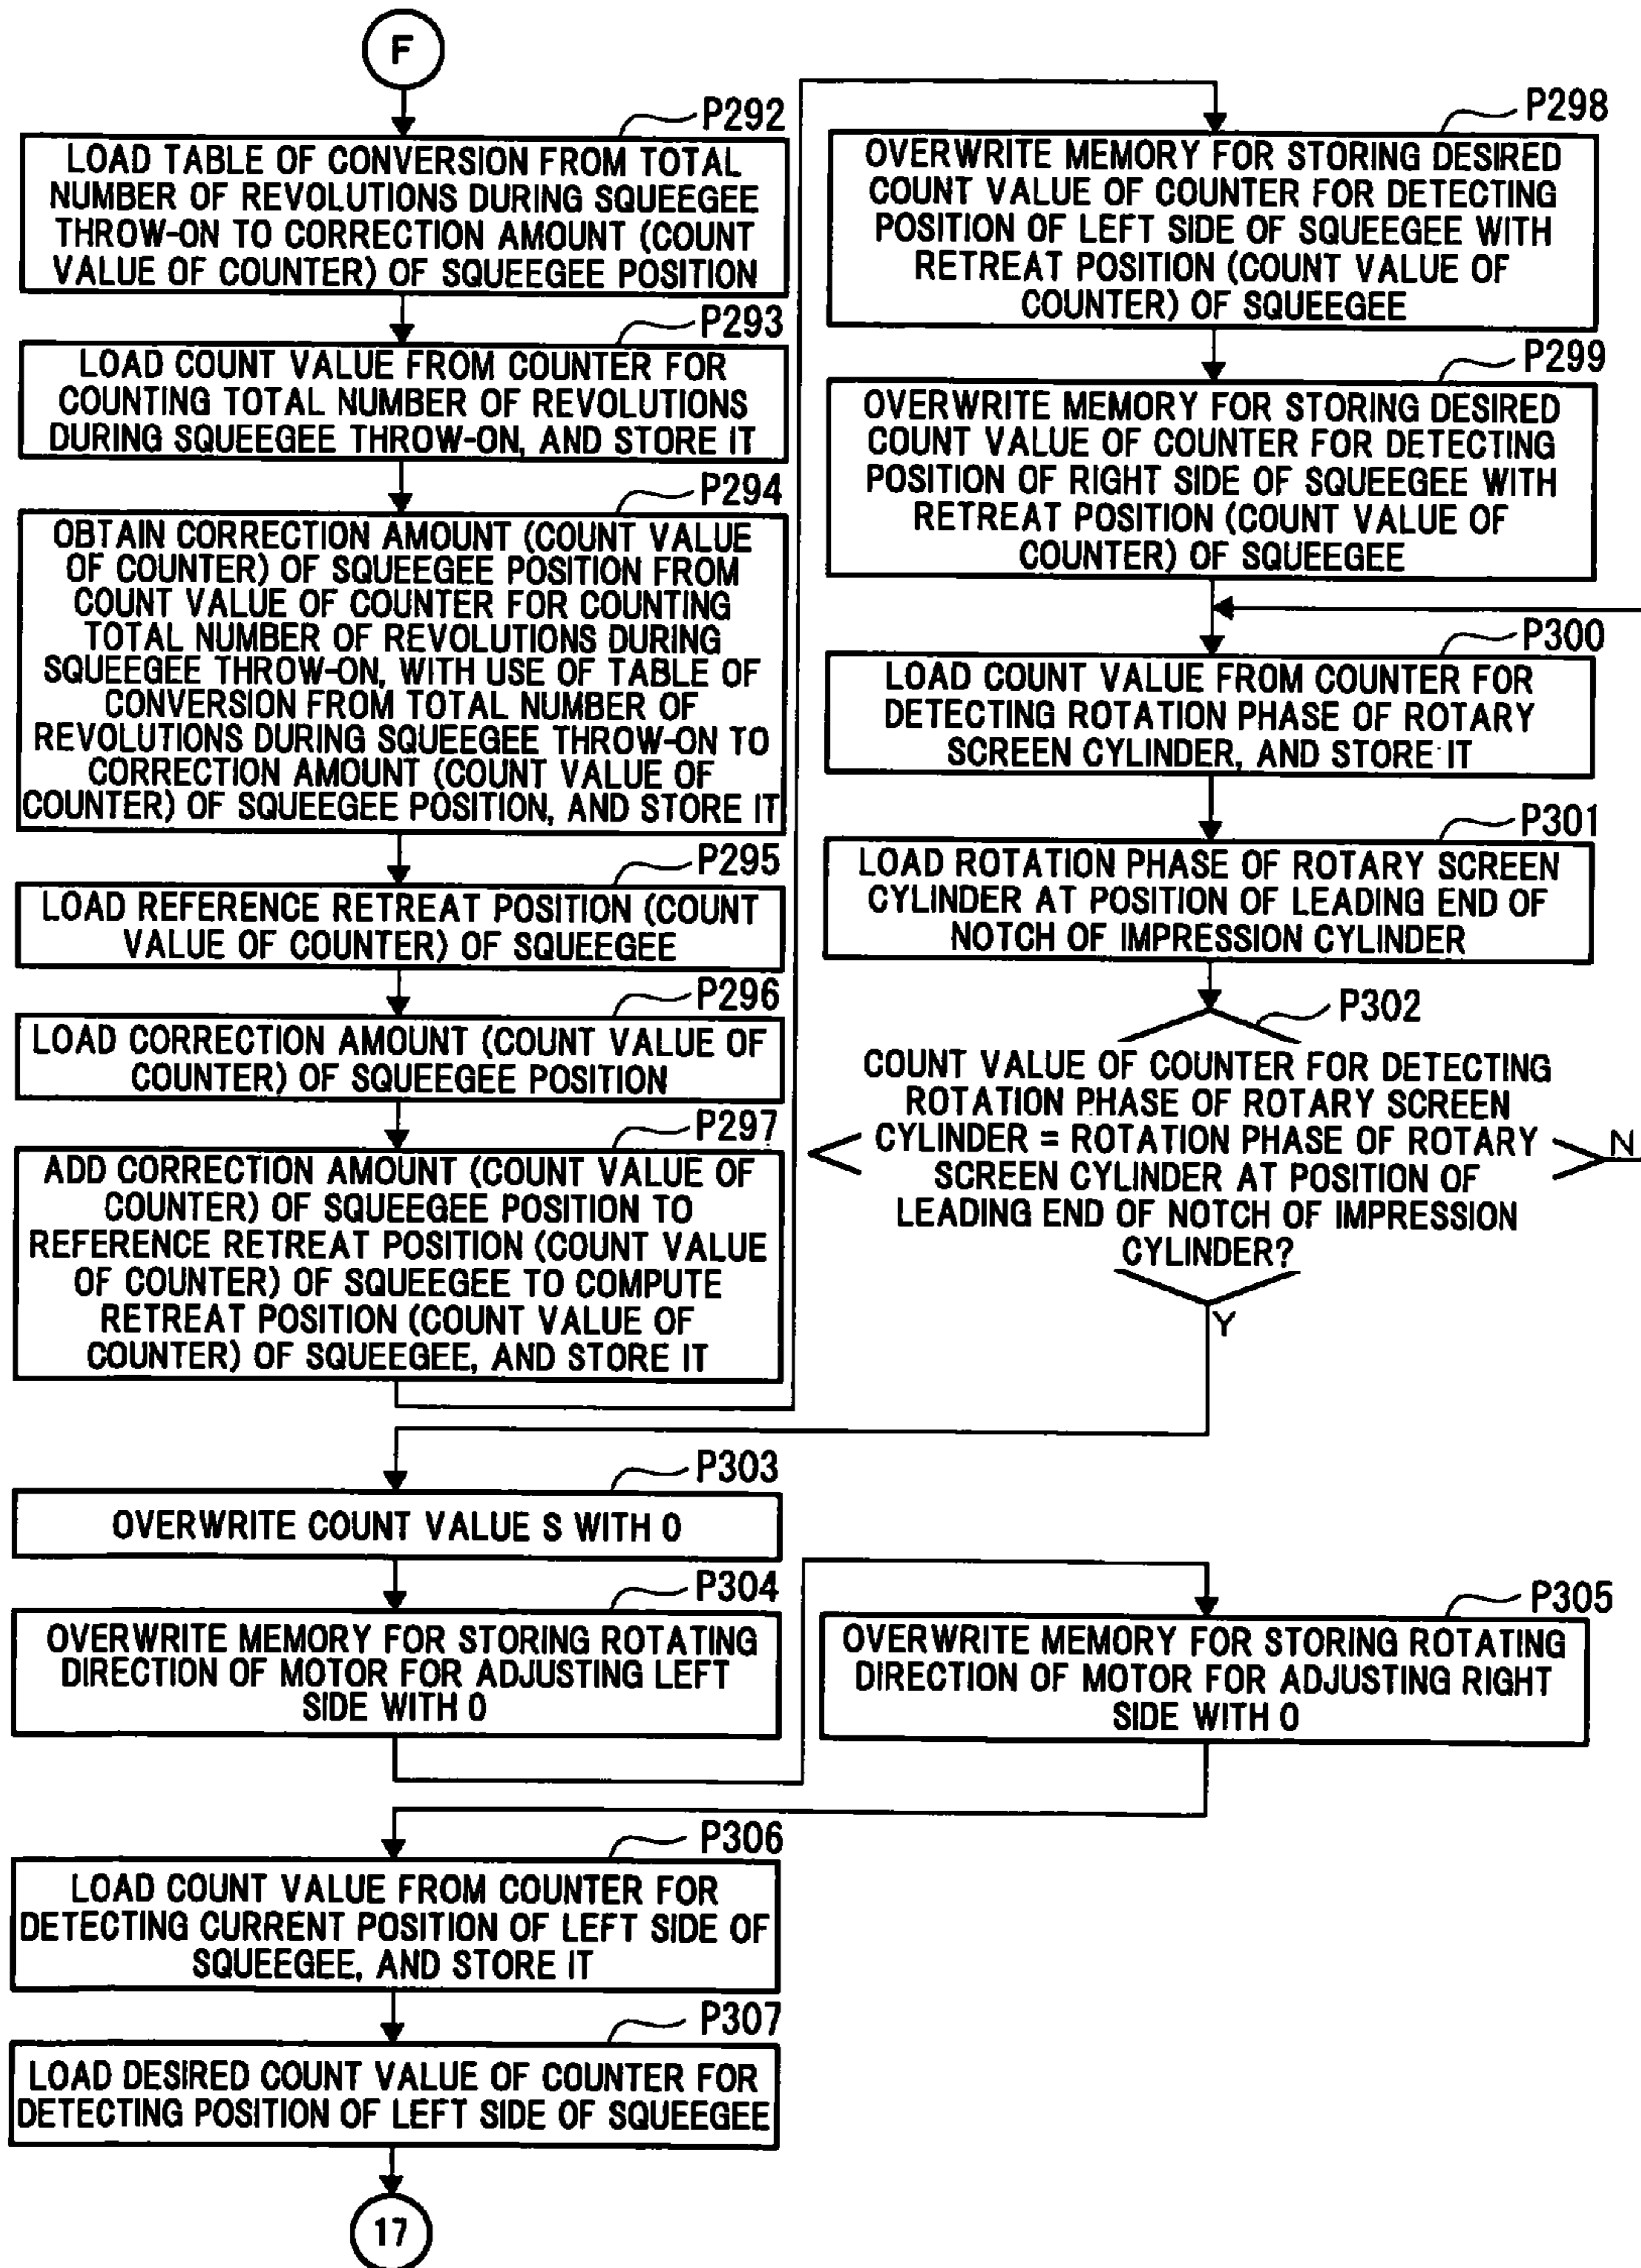 F
P292
LOAD TABLE OF CONVERSION FROM TOTAL
NUMBER OF REVOLUTIONS DURING SQUEEGEE
THROW-ON TO CORRECTION AMOUNT (COUNT
VALUE OF COUNTER) OF SQUEEGEE POSITION
P293
LOAD COUNT VALUE FROM COUNTER FOR
COUNTING TOTAL NUMBER OF REVOLUTIONS
DURING SQUEEGEE THROW-ON, AND STORE IT
P294
OBTAIN CORRECTION AMOUNT (COUNT VALUE
OF COUNTER) OF SQUEEGEE POSITION FROM
COUNT VALUE OF COUNTER FOR COUNTING
TOTAL NUMBER OF REVOLUTIONS DURING
SQUEEGEE THROW-ON, WITH USE OF TABLE OF
CONVERSION FROM TOTAL NUMBER OF
REVOLUTIONS DURING SQUEEGEE THROW-ON TO
CORRECTION AMOUNT (COUNT VALUE OF
COUNTER) OF SQUEEGEE POSITION, AND STORE IT
P295
LOAD REFERENCE RETREAT POSITION (COUNT
VALUE OF COUNTER) OF SQUEEGEE
P296
LOAD CORRECTION AMOUNT (COUNT VALUE OF
COUNTER) OF SQUEEGEE POSITION
P297
ADD CORRECTION AMOUNT (COUNT VALUE OF
COUNTER) OF SQUEEGEE POSITION TO
REFERENCE RETREAT POSITION (COUNT VALUE
OF COUNTER) OF SQUEEGEE TO COMPUTE
RETREAT POSITION (COUNT VALUE OF
COUNTER) OF SQUEEGEE, AND STORE IT
P298
OVERWRITE MEMORY FOR STORING DESIRED
COUNT VALUE OF COUNTER FOR DETECTING
POSITION OF LEFT SIDE OF SQUEEGEE WITH
RETREAT POSITION (COUNT VALUE OF
COUNTER) OF SQUEEGEE
P299
OVERWRITE MEMORY FOR STORING DESIRED
COUNT VALUE OF COUNTER FOR DETECTING
POSITION OF RIGHT SIDE OF SQUEEGEE WITH
RETREAT POSITION (COUNT VALUE OF
COUNTER) OF SQUEEGEE
P300
LOAD COUNT VALUE FROM COUNTER FOR
DETECTING ROTATION PHASE OF ROTARY
SCREEN CYLINDER, AND STORE IT
P301
LOAD ROTATION PHASE OF ROTARY SCREEN
CYLINDER AT POSITION OF LEADING END OF
NOTCH OF IMPRESSION CYLINDER
P302
COUNT VALUE OF COUNTER FOR DETECTING
ROTATION PHASE OF ROTARY SCREEN
CYLINDER = ROTATION PHASE OF ROTARY
SCREEN CYLINDER AT POSITION OF
LEADING END OF NOTCH OF IMPRESSION
CYLINDER?
N
Y
P303
OVERWRITE COUNT VALUE S WITH 0
P304
OVERWRITE MEMORY FOR STORING ROTATING
DIRECTION OF MOTOR FOR ADJUSTING LEFT
SIDE WITH 0
P305
OVERWRITE MEMORY FOR STORING ROTATING
DIRECTION OF MOTOR FOR ADJUSTING RIGHT
SIDE WITH 0
P306
LOAD COUNT VALUE FROM COUNTER FOR
DETECTING CURRENT POSITION OF LEFT SIDE OF
SQUEEGEE, AND STORE IT
P307
LOAD DESIRED COUNT VALUE OF COUNTER FOR
DETECTING POSITION OF LEFT SIDE OF SQUEEGEE
17